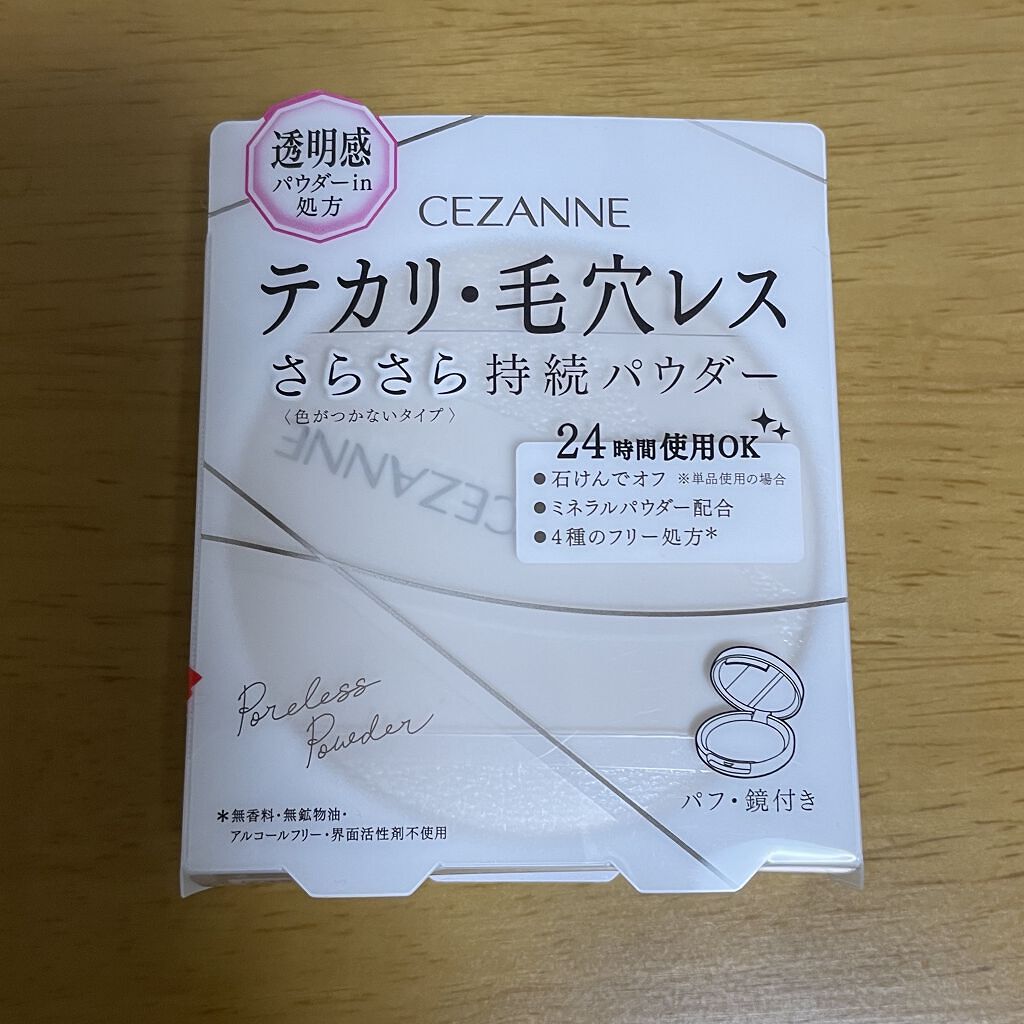 透明感
パウダーin
処方
CEZANNE
テカリ・毛穴レス
さらさら持続パウダー
〈色がつかないタイプ〉
CEZANNE
24時間使用OK
●石けんでオフ ※単品使用の場合
●ミネラルパウダー配合
●4種のフリー処方*
Poreless
Powder
パフ・鏡付き
*無香料・無鉱物油・
アルコールフリー・界面活性剤不使用